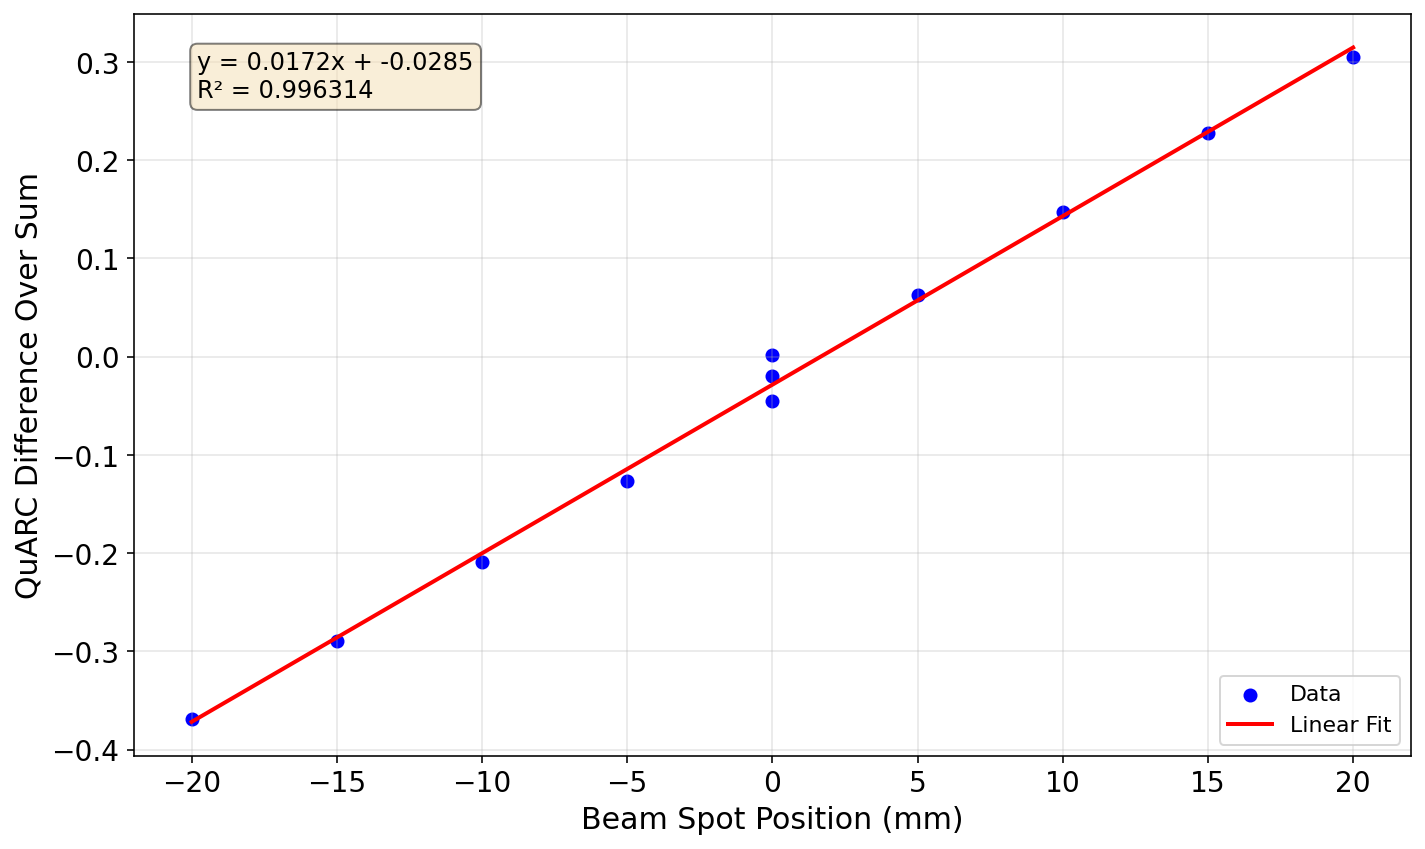 y = 0.0172x + -0.0285
R² = 0.996314
QuARC Difference Over Sum
0.3
0.2
0.1
0.0
−0.1
−0.2
−0.3
−0.4
Data
Linear Fit
−20 −15 −10 −5 0 5 10 15 20
Beam Spot Position (mm)